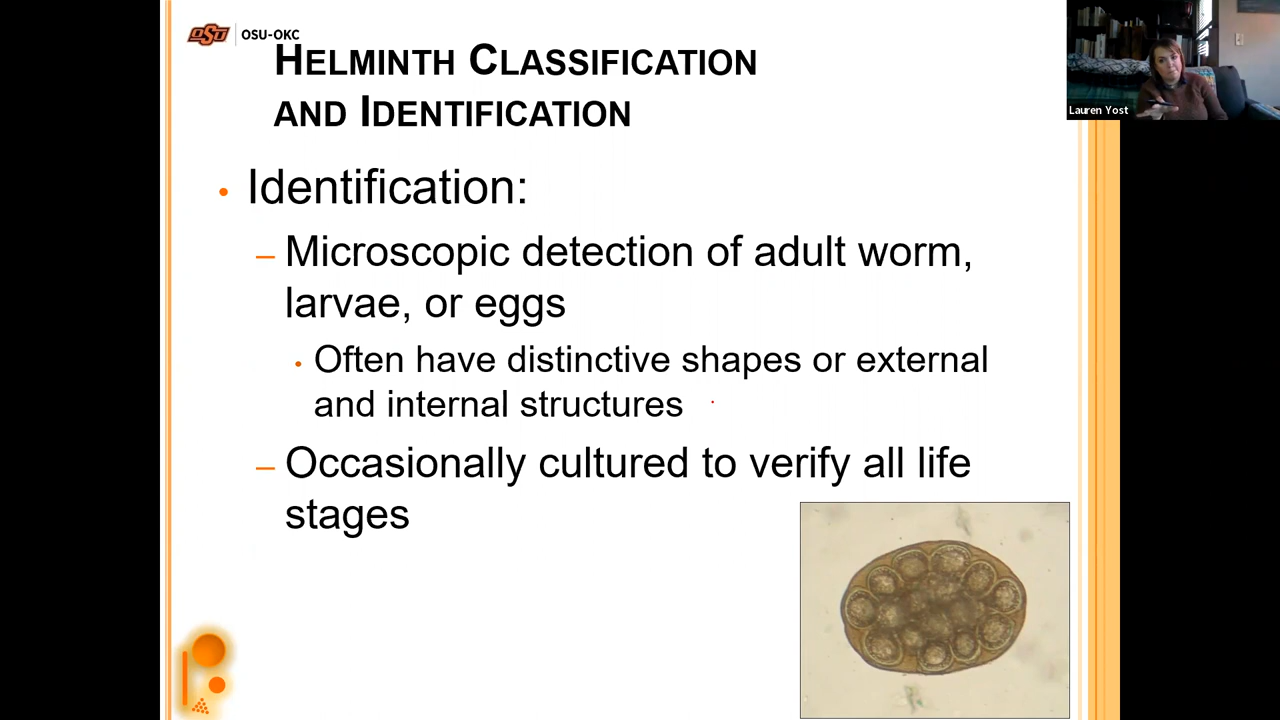 OSU OSU-OKC
HELMINTH CLASSIFICATION
AND IDENTIFICATION
• Identification:
– Microscopic detection of adult worm,
larvae, or eggs
• Often have distinctive shapes or external
and internal structures
– Occasionally cultured to verify all life
stages
Lauren Yost